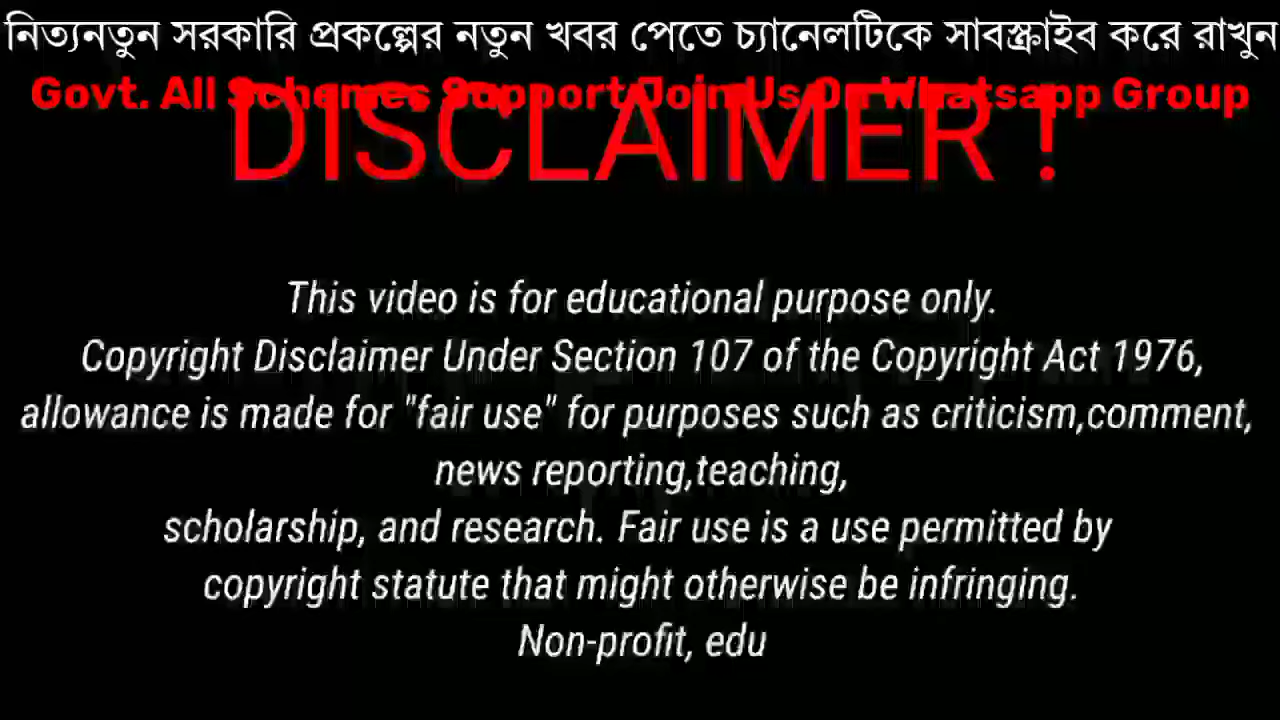 নিত্যনতুন সরকারি প্রকল্পের নতুন খবর পেতে চ্যানেলটিকে সাবস্ক্রাইব করে রাখুন
Govt. All Schemes Support Join Us On Whatsapp Group
DISCLAIMER !
This video is for educational purpose only.
Copyright Disclaimer Under Section 107 of the Copyright Act 1976,
allowance is made for "fair use" for purposes such as criticism,comment,
news reporting,teaching,
scholarship, and research. Fair use is a use permitted by
copyright statute that might otherwise be infringing.
Non-profit, edu